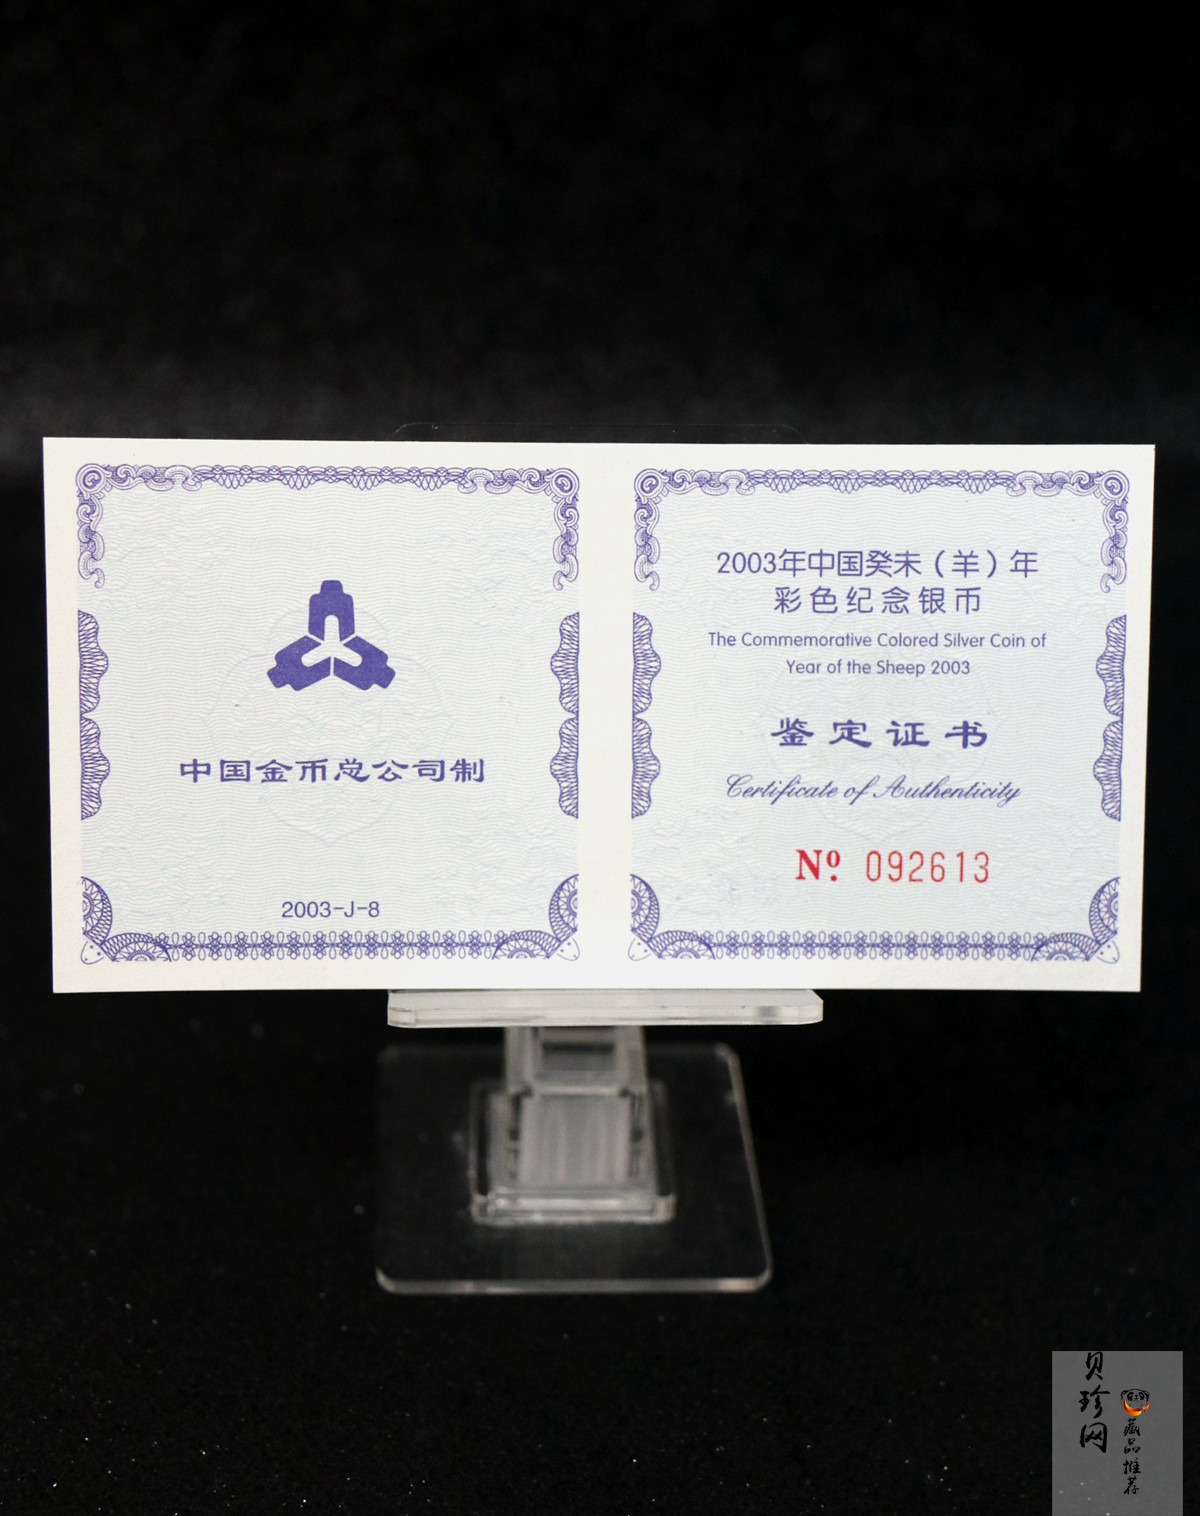 中国金币总公司制
2003-J-8
2003年中国癸未（羊）年
彩色纪念银币
The Commemorative Colored Silver Coin of
Year of the Sheep 2003
鉴定证书
Certificate of Authenticity
Nº 092613
贝珍网
藏品推荐